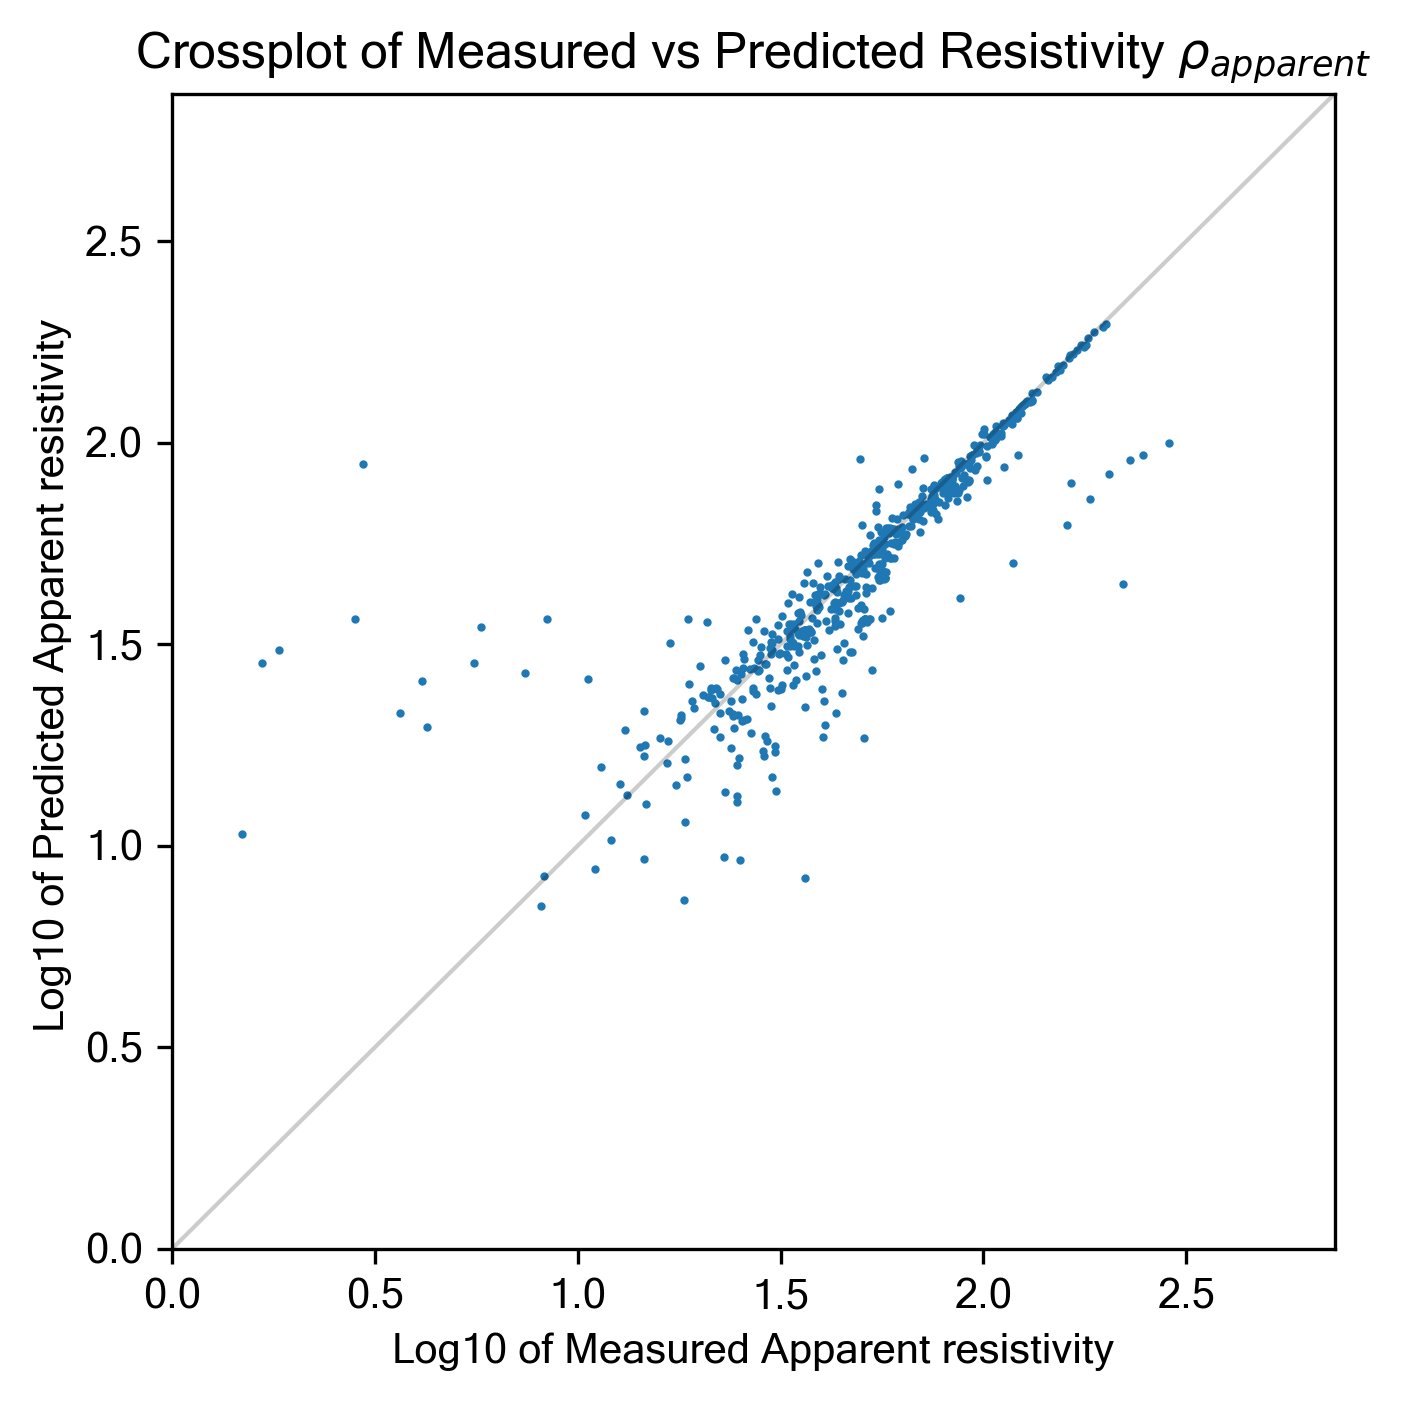 Crossplot of Measured vs Predicted Resistivity ρapparent
2.5
2.0
1.5
1.0
0.5
0.0
Log10 of Predicted Apparent resistivity
0.0 0.5 1.0 1.5 2.0 2.5
Log10 of Measured Apparent resistivity